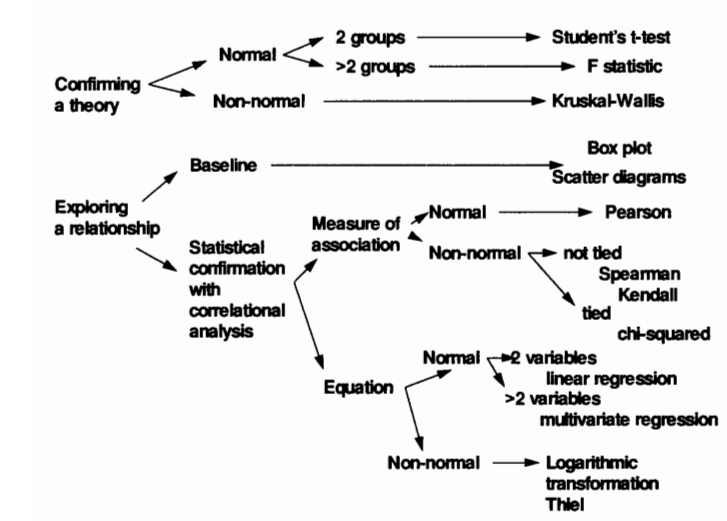 2 groups
Student's t-test
Normal
>2 groups
F statistic
Confirming
a theory
Non-normal
Kruskal-Wallis
Box plot
Baseline
Scatter diagrams
Exploring
a relationship
Measure of
association
Normal
Pearson
Non-normal
not tied
Spearman
Kendall
tied
chi-squared
Statistical
confirmation
with
correlational
analysis
Equation
Normal
2 variables
linear regression
>2 variables
multivariate regression
Non-normal
Logarithmic
transformation
Thiel